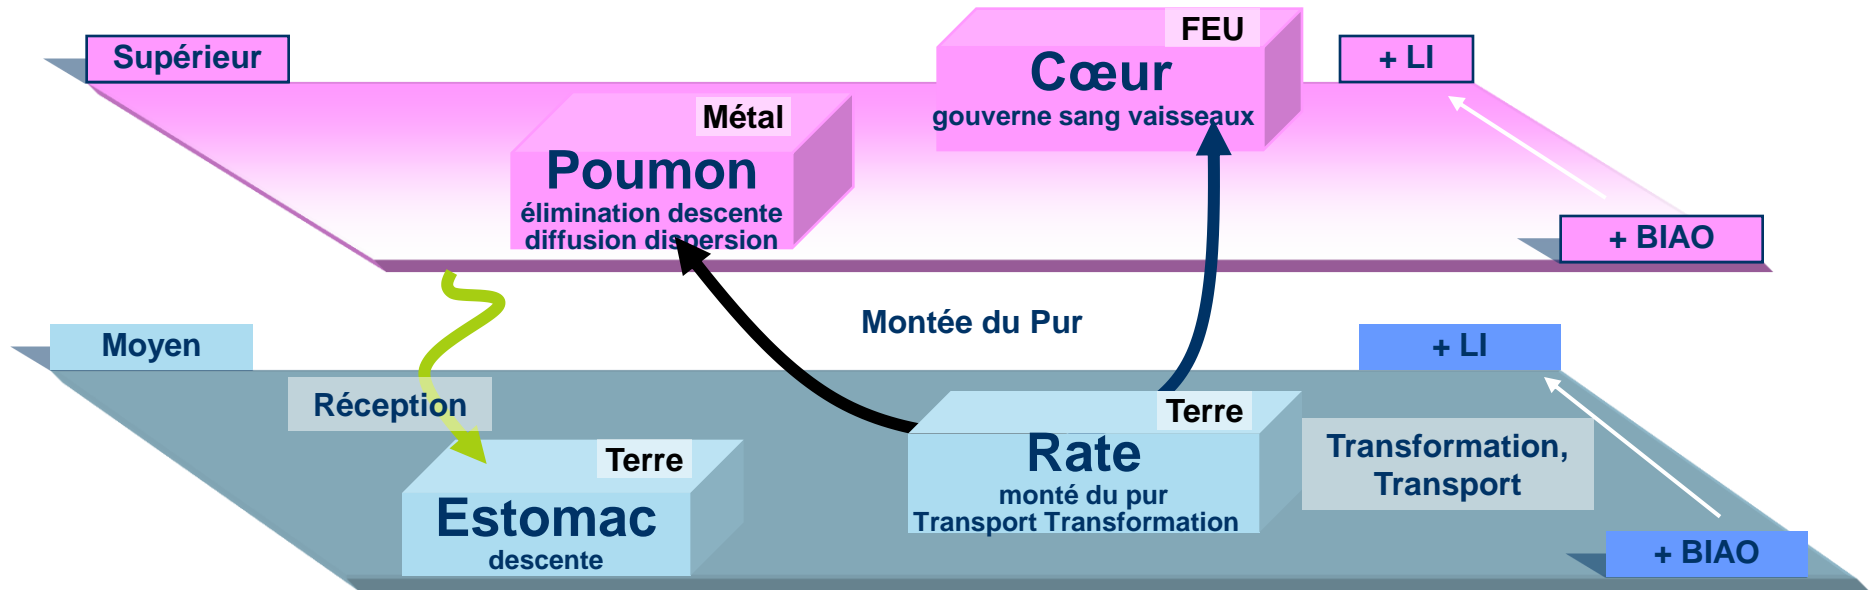 Supérieur
FEU
Cœur
gouverne sang vaisseaux
+ LI
Métal
Poumon
élimination descente
diffusion dispersion
+ BIAO
Montée du Pur
Moyen
+ LI
Réception
Terre
Estomac
descente
Terre
Rate
monté du pur
Transport Transformation
Transformation,
Transport
+ BIAO